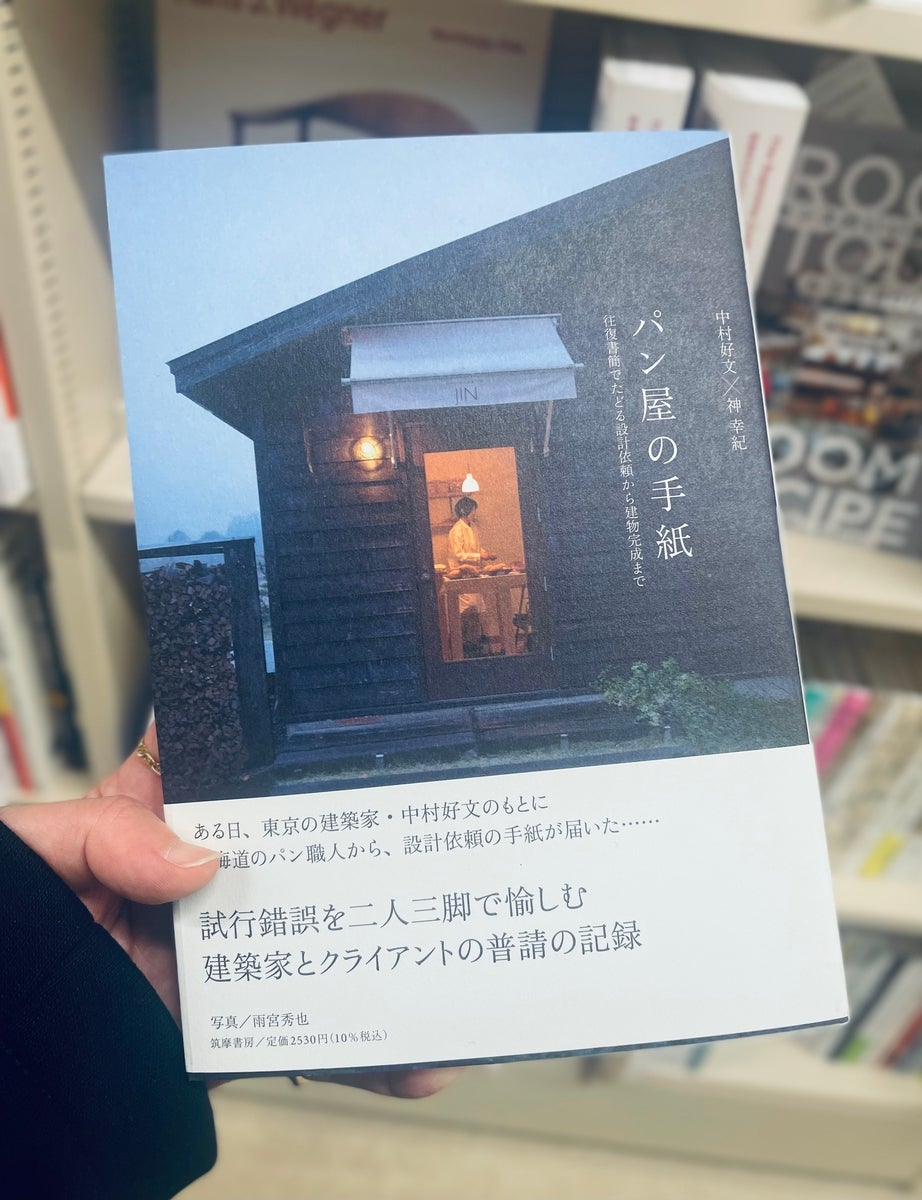 J. Wegner
中村好文╳神 幸紀
パン屋の手紙
往復書簡でたどる設計依頼から建物完成まで
JIN
ある日、東京の建築家・中村好文のもとに
海道のパン職人から、設計依頼の手紙が届いた……
試行錯誤を二人三脚で愉しむ
建築家とクライアントの普請の記録
写真／雨宮秀也
筑摩書房／定価2530円(10％税込)